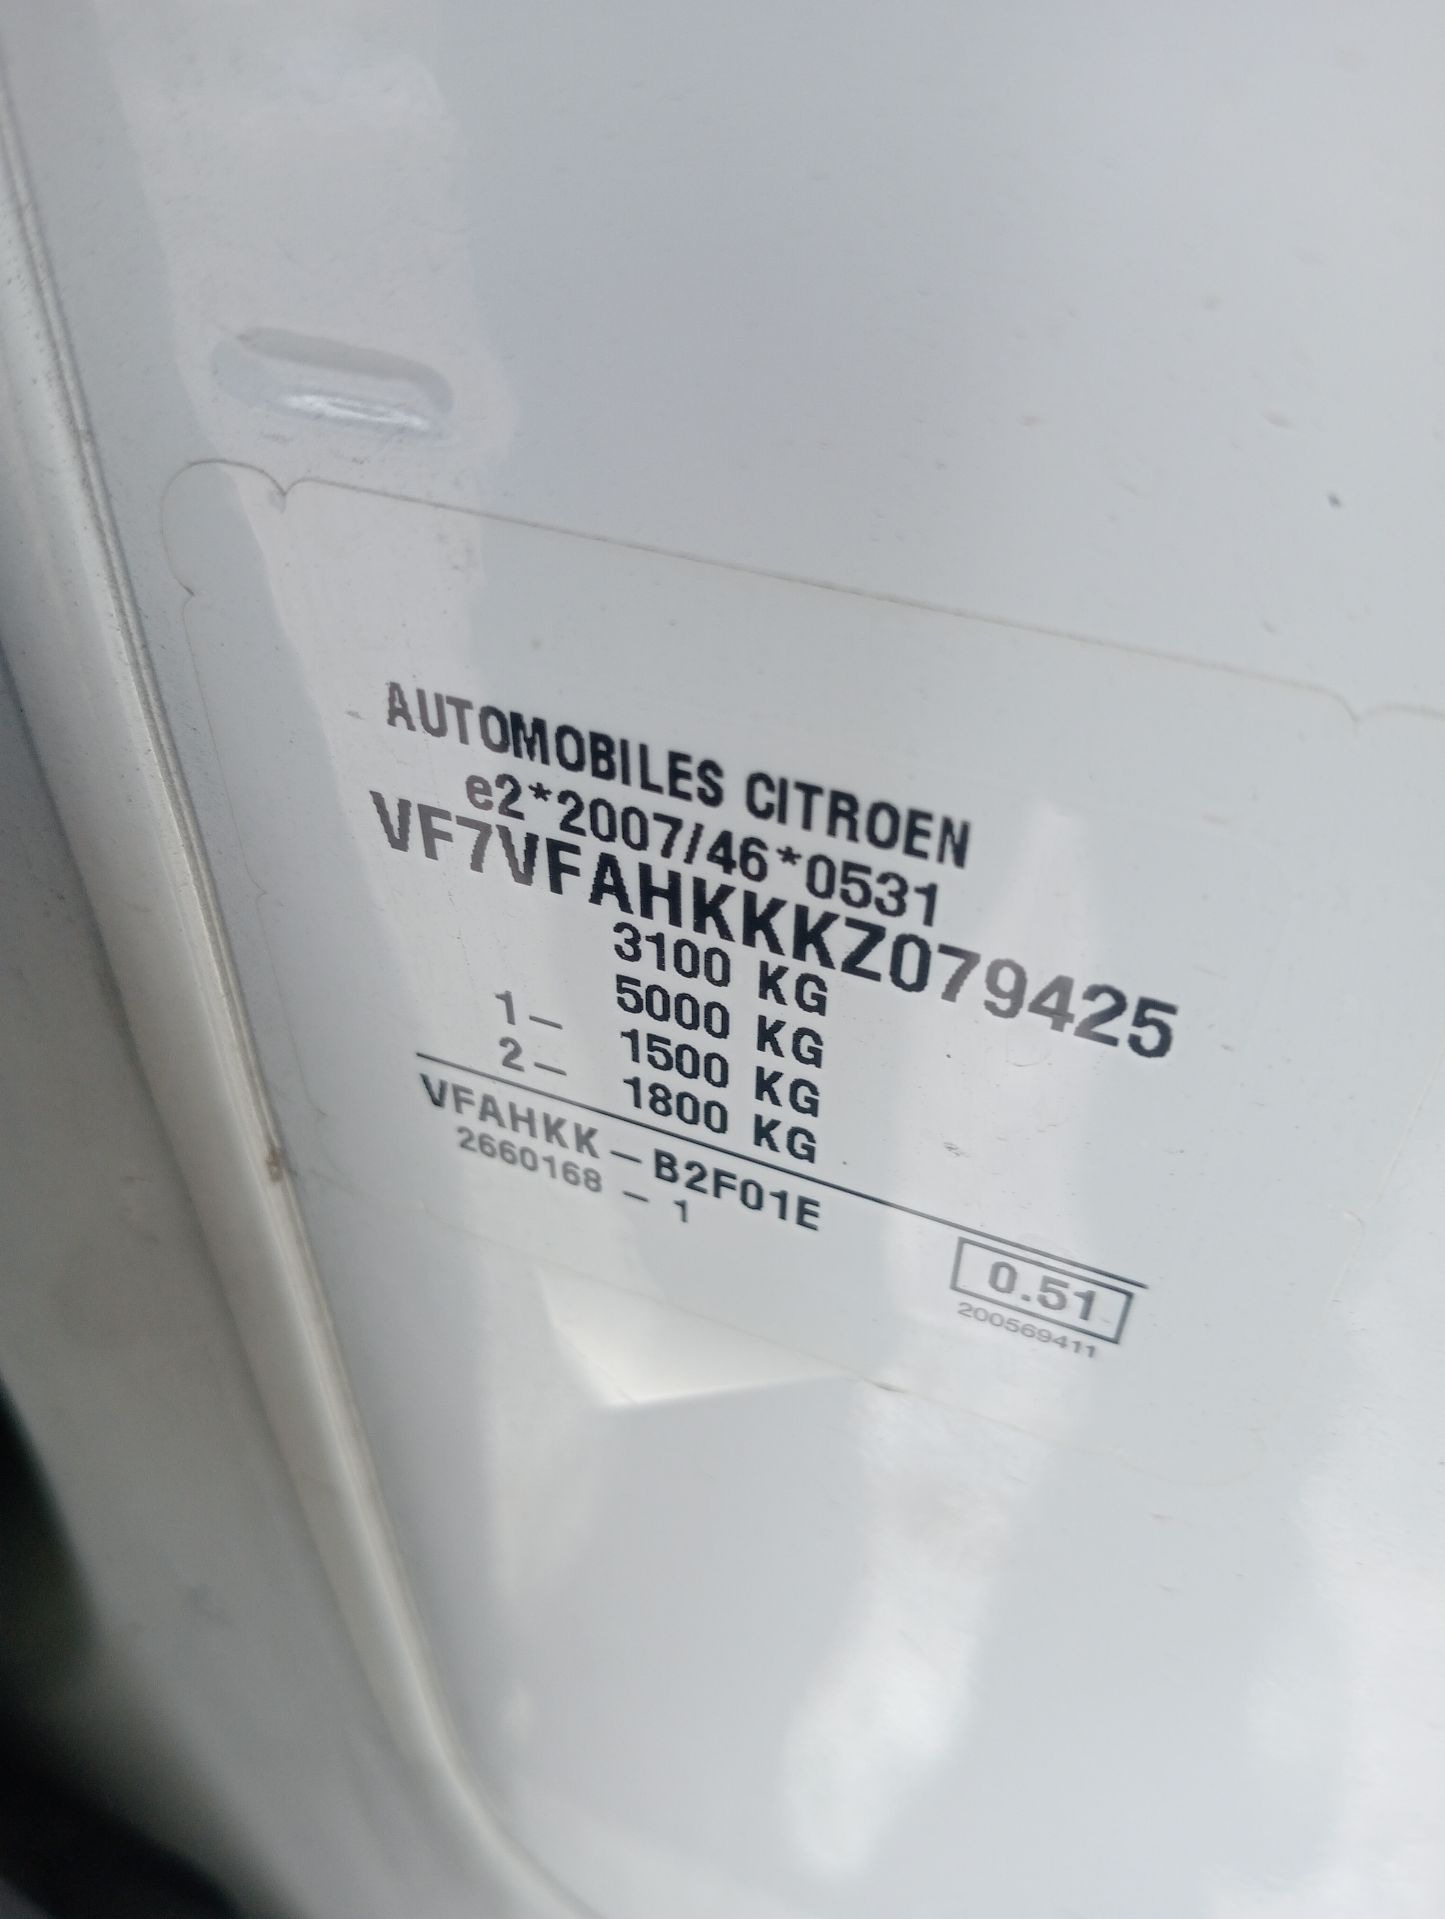 AUTOMOBILES CITROEN
e2*2007/46*0531
VF7VFAHKKKZ079425
3100 KG
5000 KG
1- 1500 KG
2- 1800 KG
VFAHKK-B2F01E
2660168 - 1
0.51
200569411